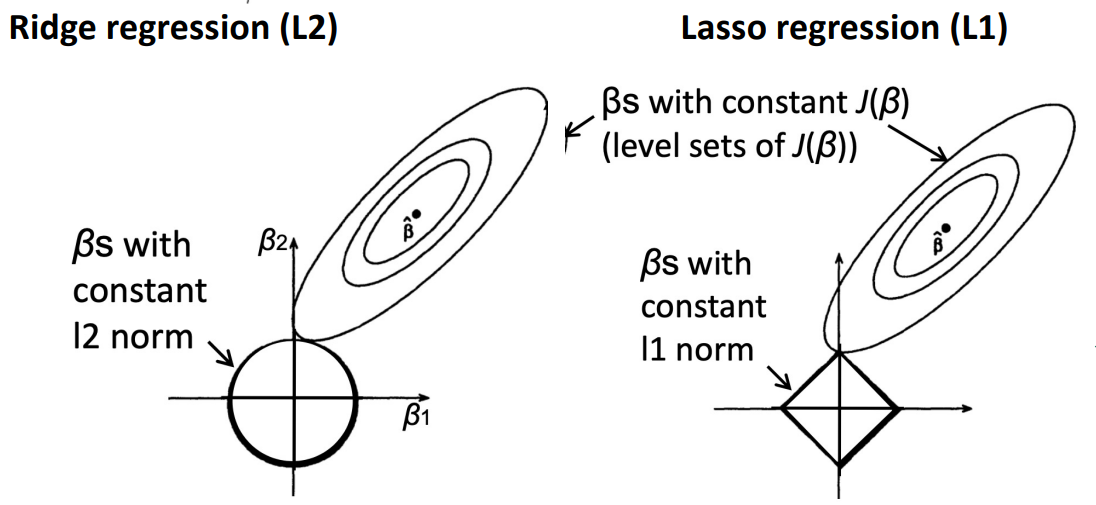 Ridge regression (L2)
Lasso regression (L1)
βs with constant J(β)
(level sets of J(β))
β̂
β̂
βs with
constant
l2 norm
β2
β1
βs with
constant
l1 norm